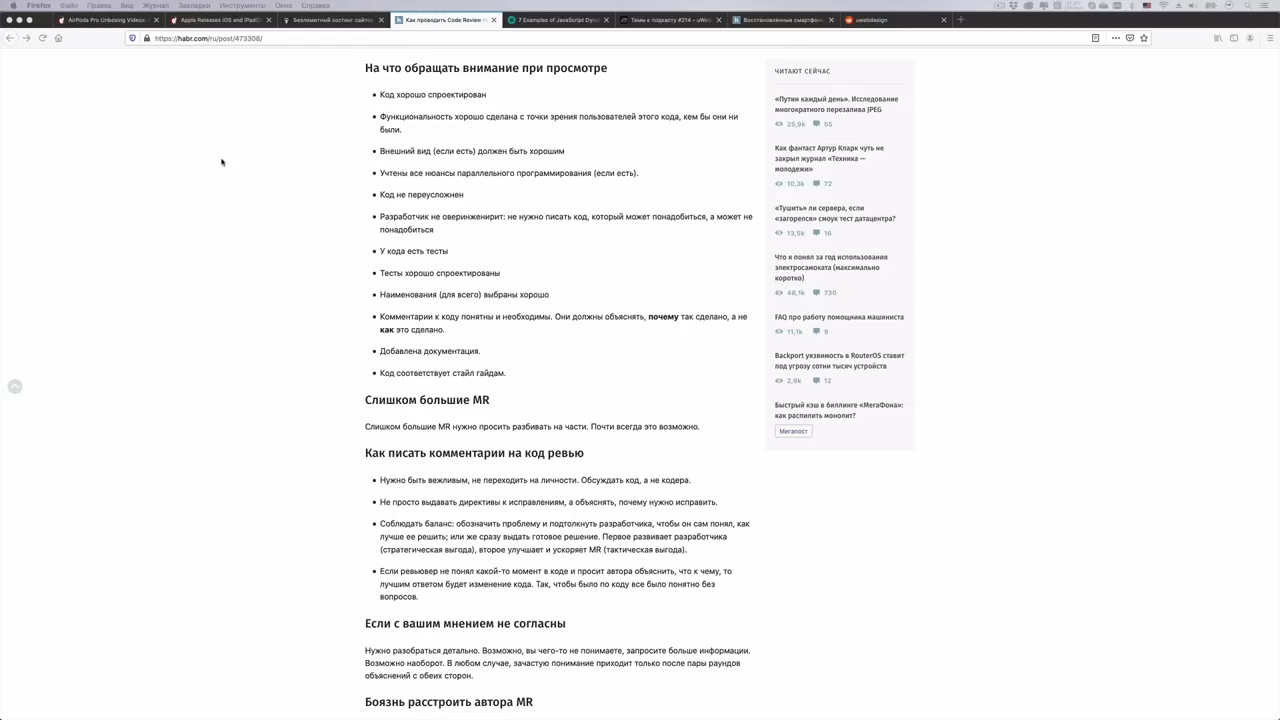 Firefox Файл Правка Вид Журнал Закладки Инструменты Окно Справка
AirPods Pro Unboxing Videos:
Apple Releases iOS and iPadO
Безлимитный хостинг сайтов
Как проводить Code Review п
7 Examples of JavaScript Dyna
Темы к подкасту #214 • uWeb
Восстановленные смартфоны
uwebdesign
https://habr.com/ru/post/473308/
На что обращать внимание при просмотре
Код хорошо спроектирован
Функциональность хорошо сделана с точки зрения пользователей этого кода, кем бы они ни
были.
Внешний вид (если есть) должен быть хорошим
Учтены все нюансы параллельного программирования (если есть).
Код не переусложнен
Разработчик не оверинженирит: не нужно писать код, который может понадобиться, а может не
понадобиться
У кода есть тесты
Тесты хорошо спроектированы
Наименования (для всего) выбраны хорошо
Комментарии к коду понятны и необходимы. Они должны объяснять, почему так сделано, а не
как это сделано.
Добавлена документация.
Код соответствует стайл гайдам.
Слишком большие MR
Слишком большие MR нужно просить разбивать на части. Почти всегда это возможно.
Как писать комментарии на код ревью
Нужно быть вежливым, не переходить на личности. Обсуждать код, а не кодера.
Не просто выдавать директивы к исправлениям, а объяснять, почему нужно исправить.
Соблюдать баланс: обозначить проблему и подтолкнуть разработчика, чтобы он сам понял, как
лучше ее решить; или же сразу выдать готовое решение. Первое развивает разработчика
(стратегическая выгода), второе улучшает и ускоряет MR (тактическая выгода).
Если ревьювер не понял какой-то момент в коде и просит автора объяснить, что к чему, то
лучшим ответом будет изменение кода. Так, чтобы было по коду все было понятно без
вопросов.
Если с вашим мнением не согласны
Нужно разобраться детально. Возможно, вы чего-то не понимаете, запросите больше информации.
Возможно наоборот. В любом случае, зачастую понимание приходит только после пары раундов
объяснений с обеих сторон.
Боязнь расстроить автора MR
ЧИТАЮТ СЕЙЧАС
«Путин каждый день». Исследование
многократного перезалива JPEG
25,9k 55
Как фантаст Артур Кларк чуть не
закрыл журнал «Техника —
молодежи»
10,3k 72
«Тушить» ли сервера, если
«загорелся» смоук тест датацентра?
13,5k 16
Что я понял за год использования
электросамоката (максимально
коротко)
48,1k 730
FAQ про работу помощника машиниста
11,1k 9
Backport уязвимость в RouterOS ставит
под угрозу сотни тысяч устройств
2,9k 12
Быстрый кэш в биллинге «МегаФона»:
как распилить монолит?
Мегапост